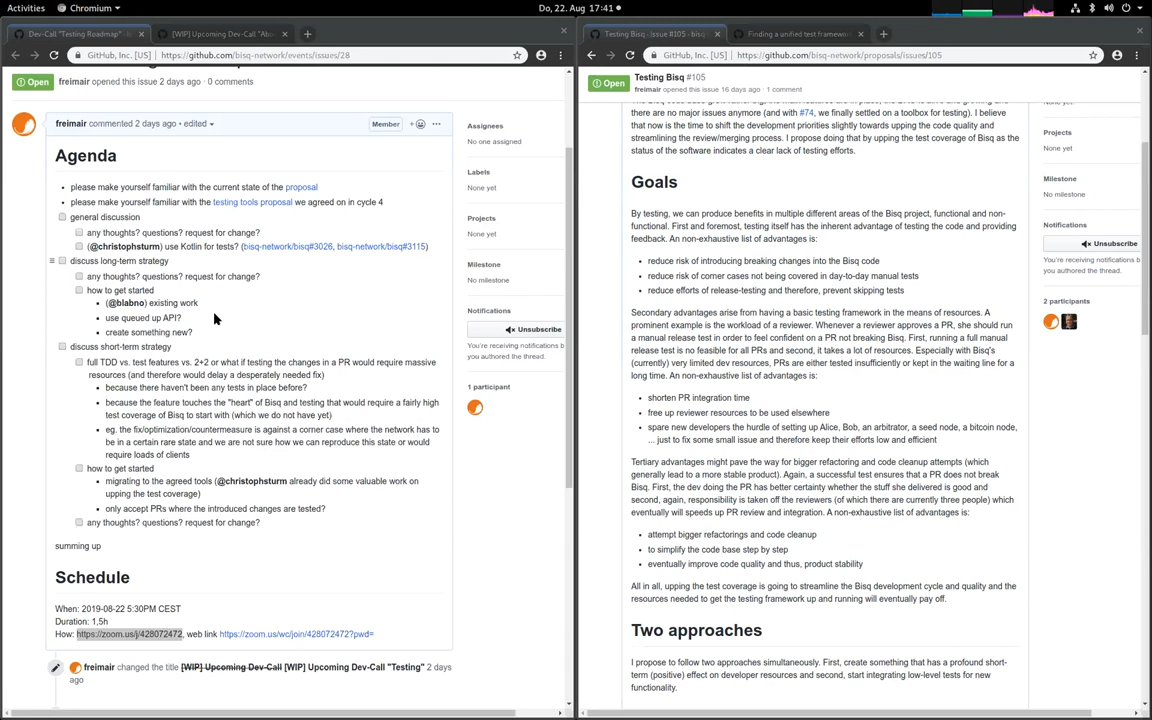 Activities
Chromium
Do, 22. Aug 17:41
Dev-Call "Testing Roadmap"
[WIP] Upcoming Dev-Call
GitHub, Inc. [US]
https://github.com/bisq-network/events/issues/28
Open
freimair opened this issue 2 days ago · 0 comments
freimair commented 2 days ago • edited
Member
Agenda
please make yourself familiar with the current state of the proposal
please make yourself familiar with the testing tools proposal we agreed on in cycle 4
general discussion
any thoughts? questions? request for change?
(@christophsturm) use Kotlin for tests? (bisq-network/bisq#3026, bisq-network/bisq#3115)
discuss long-term strategy
any thoughts? questions? request for change?
how to get started
(@blabno) existing work
use queued up API?
create something new?
discuss short-term strategy
full TDD vs. test features vs. 2+2 or what if testing the changes in a PR would require massive
resources (and therefore would delay a desperately needed fix)
because there haven't been any tests in place before?
because the feature touches the "heart" of Bisq and testing that would require a fairly high
test coverage of Bisq to start with (which we do not have yet)
eg. the fix/optimization/countermeasure is against a corner case where the network has to
be in a certain rare state and we are not sure how we can reproduce this state or would
require loads of clients
how to get started
migrating to the agreed tools (@christophsturm already did some valuable work on
upping the test coverage)
only accept PRs where the introduced changes are tested?
any thoughts? questions? request for change?
summing up
Schedule
When: 2019-08-22 5:30PM CEST
Duration: 1,5h
How: https://zoom.us/j/428072472, web link https://zoom.us/wc/join/428072472?pwd=
freimair changed the title [WIP] Upcoming Dev-Call [WIP] Upcoming Dev-Call "Testing" 2 days
ago
Assignees
No one assigned
Labels
None yet
Projects
None yet
Milestone
No milestone
Notifications
Unsubscribe
You're receiving notifications b
you authored the thread.
1 participant
Testing Bisq · Issue #105 · bisq
Finding a unified test framework
GitHub, Inc. [US]
https://github.com/bisq-network/proposals/issues/105
Open
Testing Bisq #105
freimair opened this issue 16 days ago · 1 comment
there are no major issues anymore (and with #74, we finally settled on a toolbox for testing). I believe
that now is the time to shift the development priorities slightly towards upping the code quality and
streamlining the review/merging process. I propose doing that by upping the test coverage of Bisq as the
status of the software indicates a clear lack of testing efforts.
Goals
By testing, we can produce benefits in multiple different areas of the Bisq project, functional and non-
functional. First and foremost, testing itself has the inherent advantage of testing the code and providing
feedback. A non-exhaustive list of advantages is:
reduce risk of introducing breaking changes into the Bisq code
reduce risk of corner cases not being covered in day-to-day manual tests
reduce efforts of release-testing and therefore, prevent skipping tests
Secondary advantages arise from having a basic testing framework in the means of resources. A
prominent example is the workload of a reviewer. Whenever a reviewer approves a PR, she should run
a manual release test in order to feel confident on a PR not breaking Bisq. First, running a full manual
release test is no feasible for all PRs and second, it takes a lot of resources. Especially with Bisq's
(currently) very limited dev resources, PRs are either tested insufficiently or kept in the waiting line for a
long time. An non-exhaustive list of advantages is:
shorten PR integration time
free up reviewer resources to be used elsewhere
spare new developers the hurdle of setting up Alice, Bob, an arbitrator, a seed node, a bitcoin node,
... just to fix some small issue and therefore keep their efforts low and efficient
Tertiary advantages might pave the way for bigger refactoring and code cleanup attempts (which
generally lead to a more stable product). Again, a successful test ensures that a PR does not break
Bisq. First, the dev doing the PR has better certainty whether the stuff she delivered is good and
second, again, responsibility is taken off the reviewers (of which there are currently three people) which
eventually will speeds up PR review and integration. A non-exhaustive list of advantages is:
attempt bigger refactorings and code cleanup
to simplify the code base step by step
eventually improve code quality and thus, product stability
All in all, upping the test coverage is going to streamline the Bisq development cycle and quality and the
resources needed to get the testing framework up and running will eventually pay off.
Two approaches
I propose to follow two approaches simultaneously. First, create something that has a profound short-
term (positive) effect on developer resources and second, start integrating low-level tests for new
functionality.
None yet
Projects
None yet
Milestone
No milestone
Notifications
Unsubscribe
You're receiving notifications
you authored the thread.
2 participants